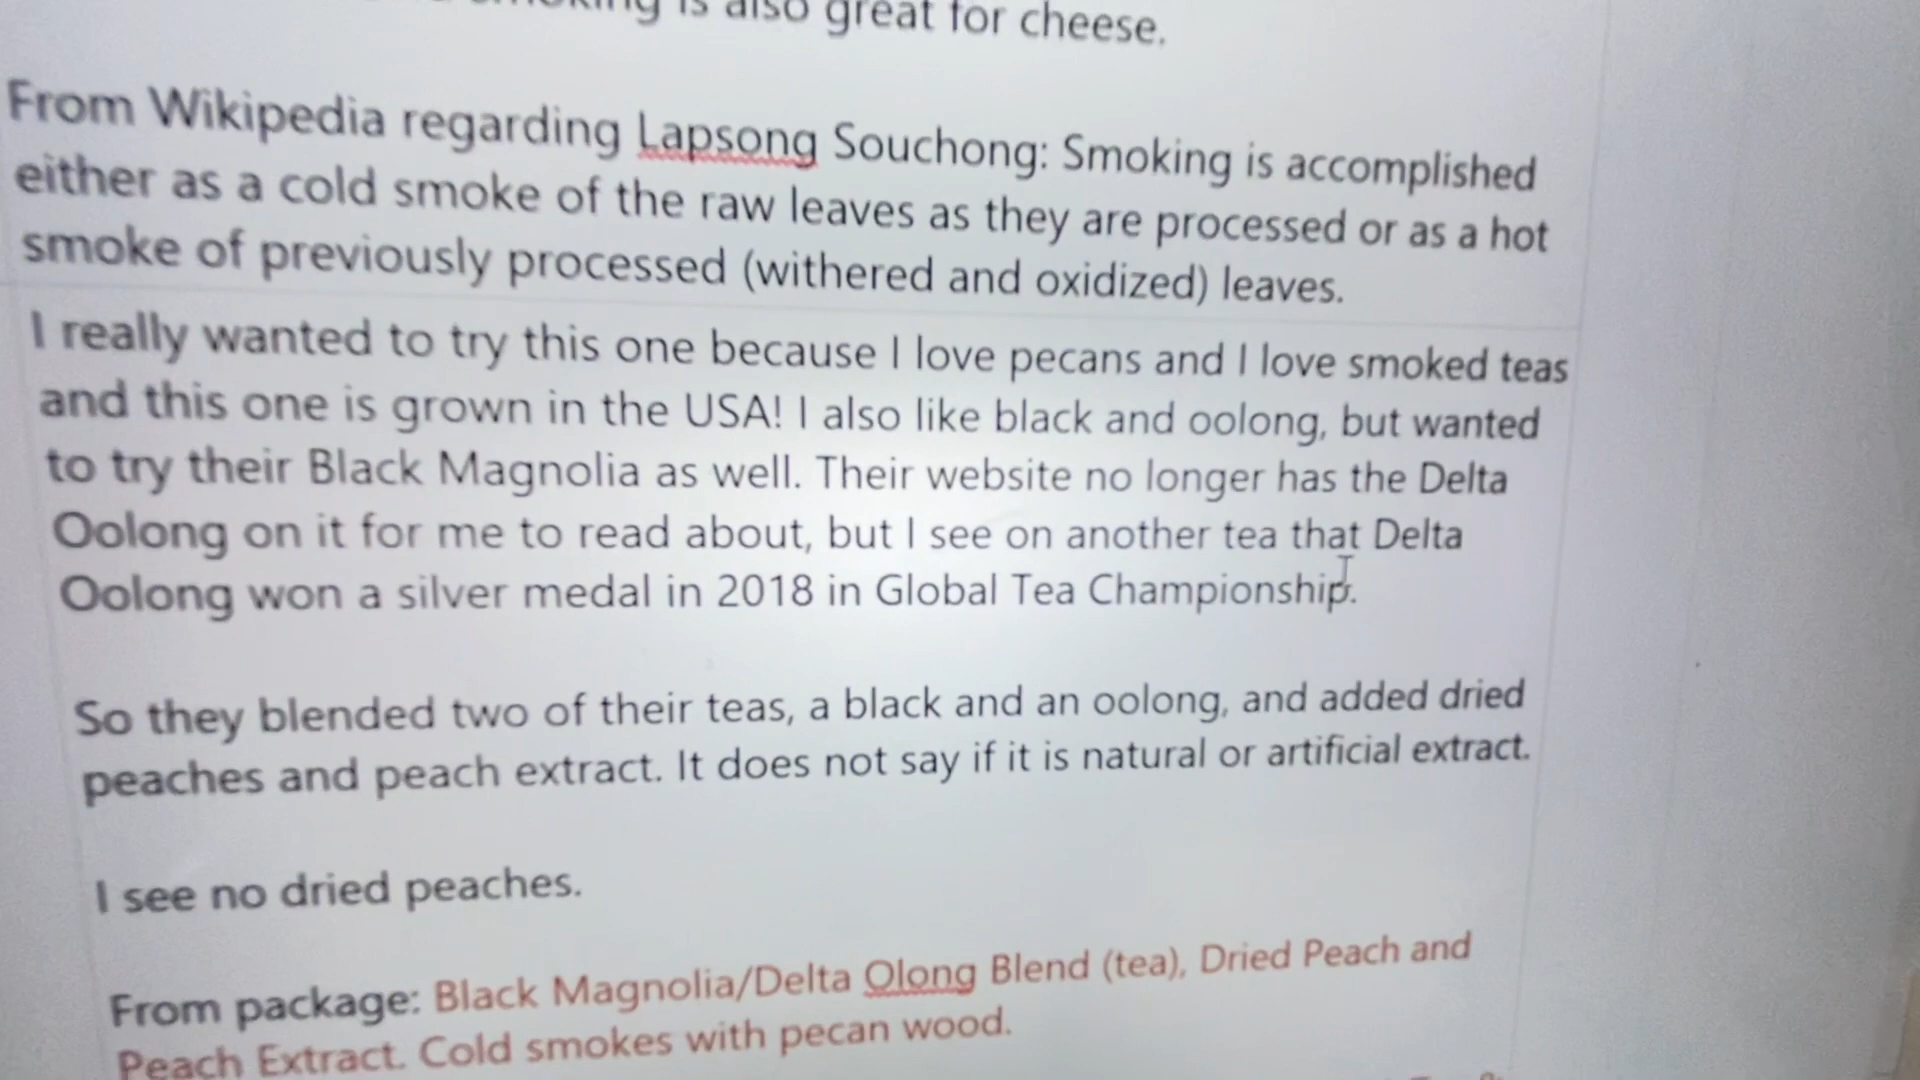 smoking is also great for cheese.
From Wikipedia regarding Lapsong Souchong: Smoking is accomplished
either as a cold smoke of the raw leaves as they are processed or as a hot
smoke of previously processed (withered and oxidized) leaves.
I really wanted to try this one because I love pecans and I love smoked teas
and this one is grown in the USA! I also like black and oolong, but wanted
to try their Black Magnolia as well. Their website no longer has the Delta
Oolong on it for me to read about, but I see on another tea that Delta
Oolong won a silver medal in 2018 in Global Tea Championship.
So they blended two of their teas, a black and an oolong, and added dried
peaches and peach extract. It does not say if it is natural or artificial extract.
I see no dried peaches.
From package: Black Magnolia/Delta Olong Blend (tea), Dried Peach and
Peach Extract. Cold smokes with pecan wood.